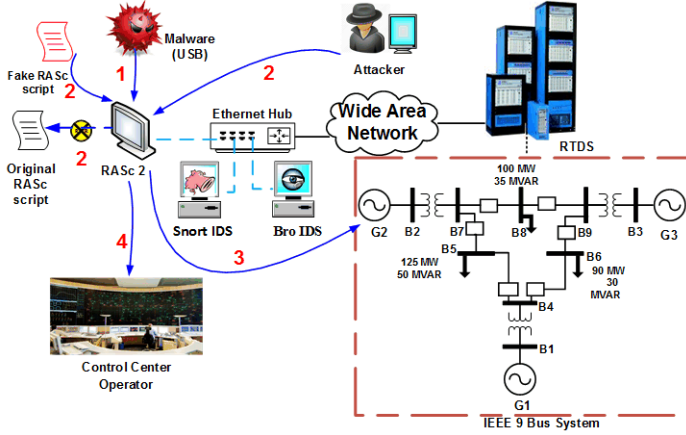 Malware
(USB)
1
2
Attacker
Fake RASc
script
2
Ethernet Hub
Wide Area
Network
2
RASc 2
Original
RASc
script
Snort IDS
Bro IDS
RTDS
4
3
Control Center
Operator
100 MW
35 MVAR
G2
B2
B7
B8
B9
B3
G3
B5
B6
125 MW
50 MVAR
90 MW
30
MVAR
B4
B1
G1
IEEE 9 Bus System